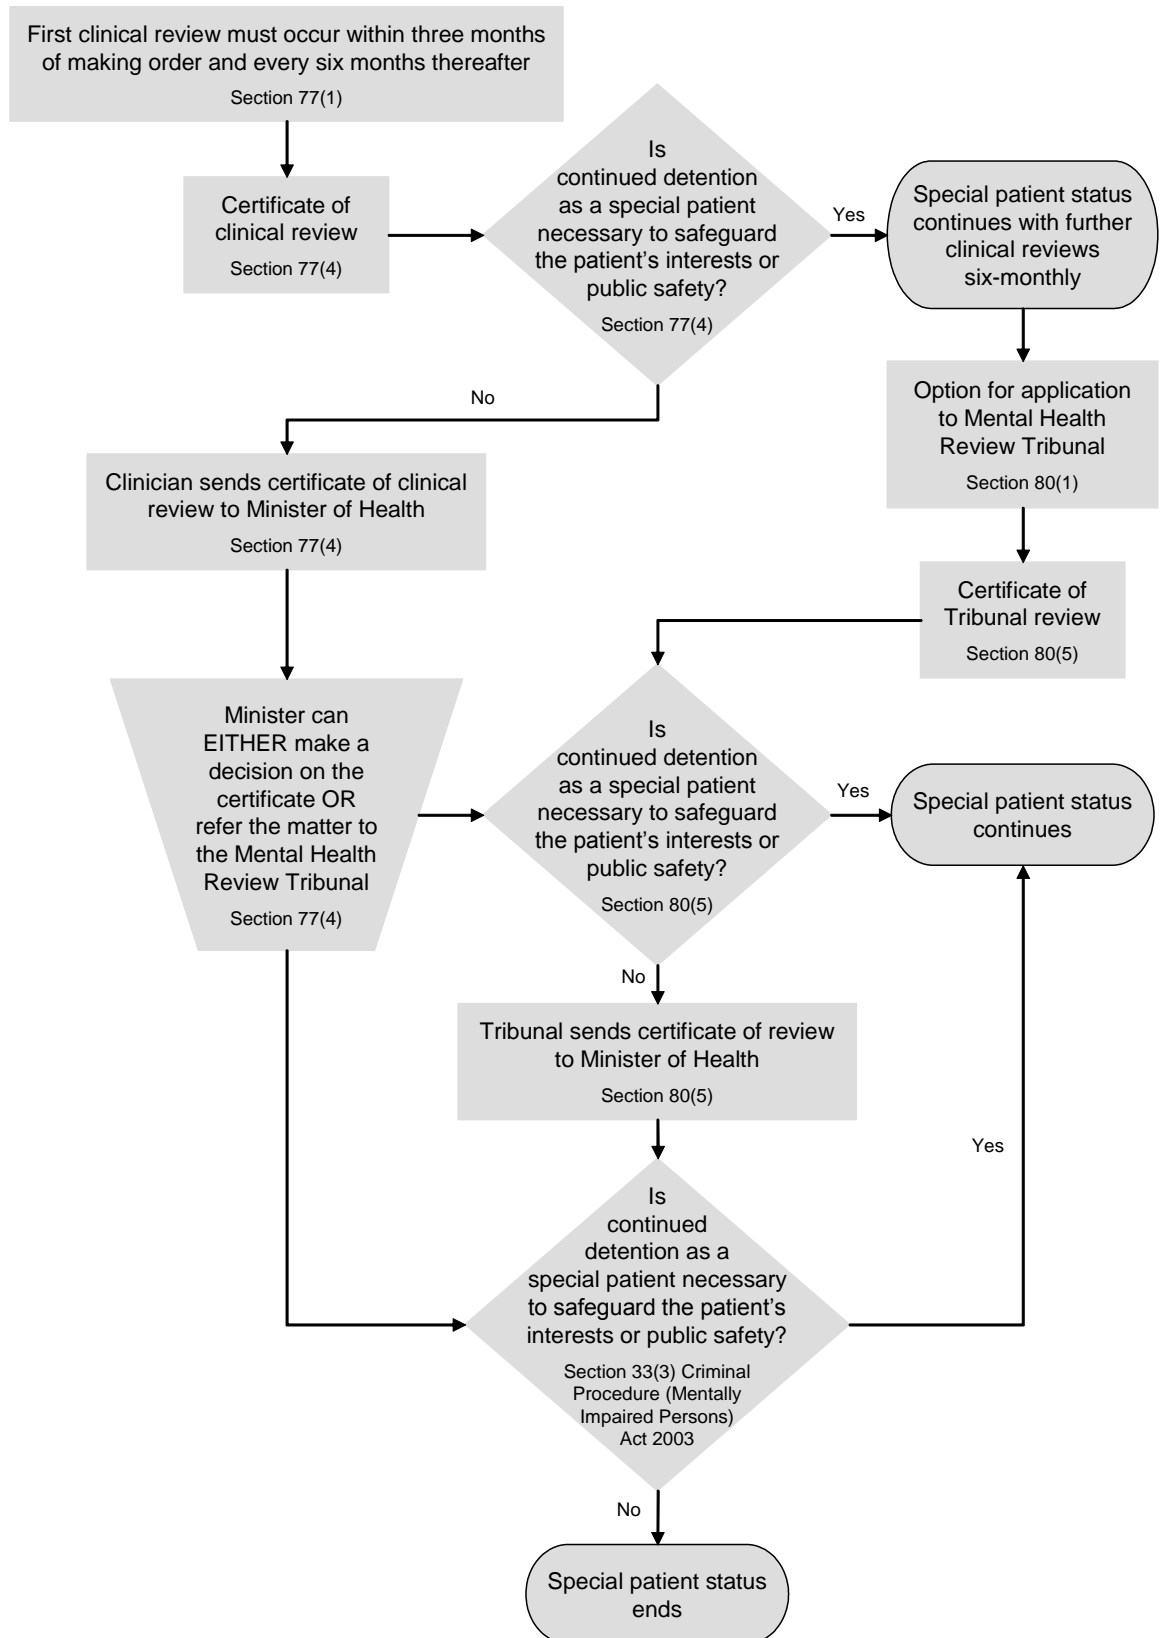 First clinical review must occur within three months
of making order and every six months thereafter
Section 77(1)
Certificate of
clinical review
Section 77(4)
Is
continued detention
as a special patient
necessary to safeguard
the patient’s interests or
public safety?
Section 77(4)
Yes
Special patient status
continues with further
clinical reviews
six-monthly
No
Option for application
to Mental Health
Review Tribunal
Section 80(1)
Clinician sends certificate of clinical
review to Minister of Health
Section 77(4)
Certificate of
Tribunal review
Section 80(5)
Minister can
EITHER make a
decision on the
certificate OR
refer the matter to
the Mental Health
Review Tribunal
Section 77(4)
Is
continued detention
as a special patient
necessary to safeguard
the patient’s interests or
public safety?
Section 80(5)
Yes
Special patient status
continues
No
Tribunal sends certificate of review
to Minister of Health
Section 80(5)
Yes
Is
continued
detention as a
special patient necessary
to safeguard the patient’s
interests or public safety?
Section 33(3) Criminal
Procedure (Mentally
Impaired Persons)
Act 2003
No
Special patient status
ends